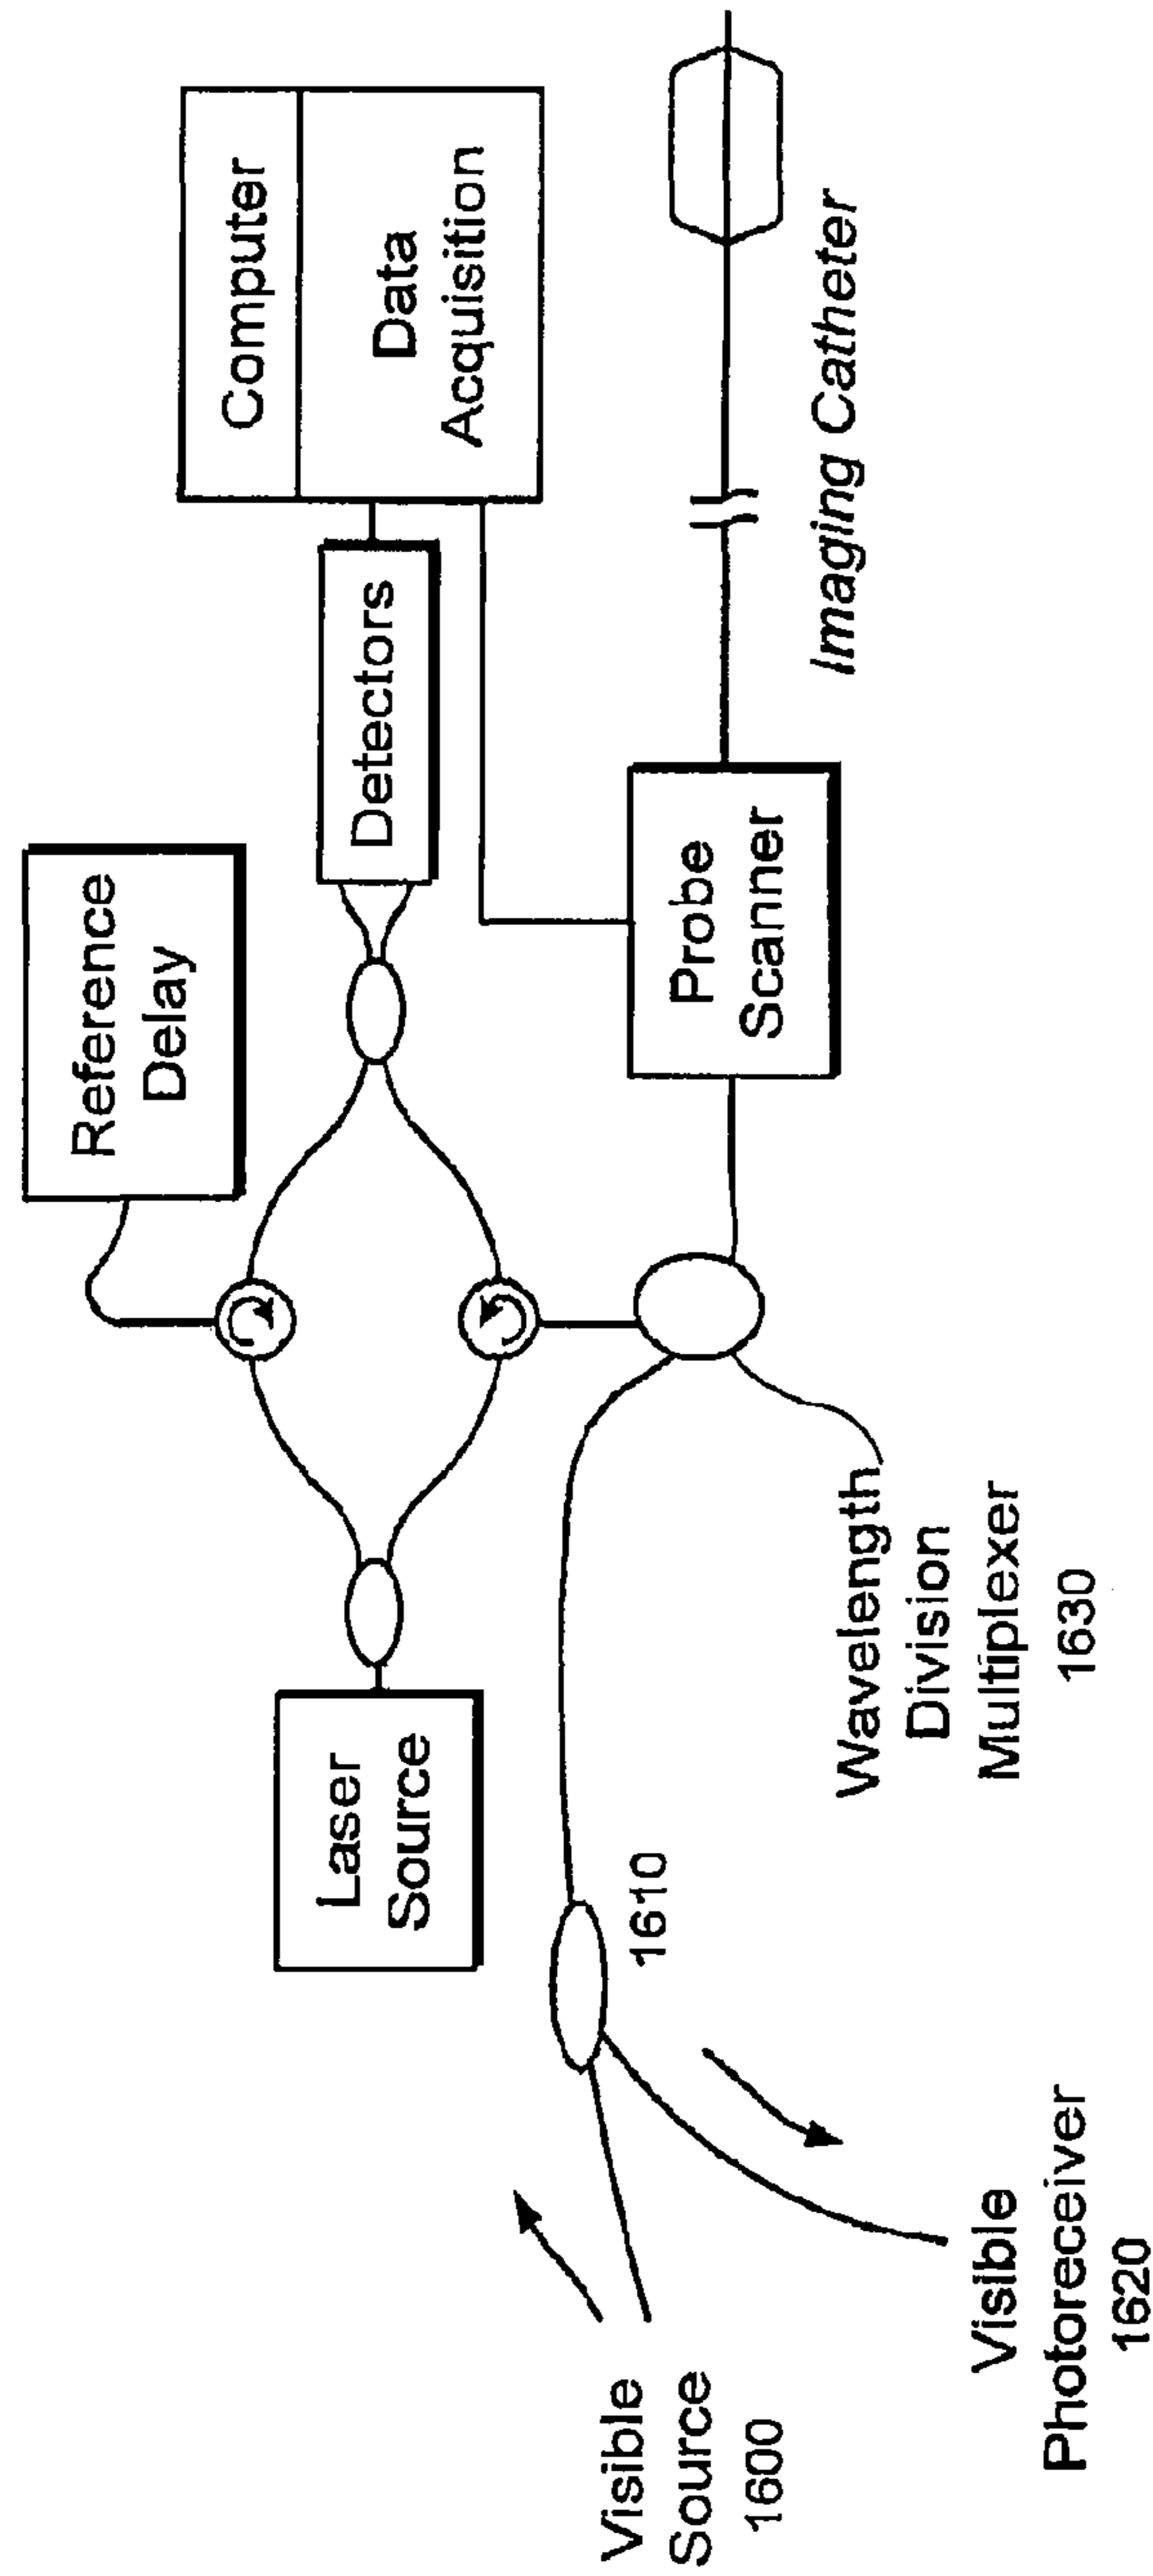 Reference
Delay
Computer
Data
Acquisition
Detectors
Laser
Source
Probe
Scanner
Imaging Catheter
1610
Wavelength
Division
Multiplexer
1630
Visible
Source
1600
Visible
Photoreceiver
1620